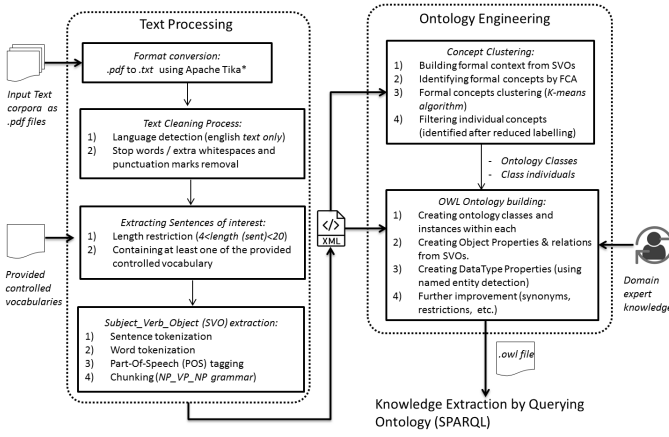 Text Processing
Format conversion:
.pdf to .txt using Apache Tika*
Input Text
corpora as
.pdf files
Text Cleaning Process:
1) Language detection (english text only)
2) Stop words / extra whitespaces and
punctuation marks removal
Extracting Sentences of interest:
1) Length restriction (4<length (sent)<20)
2) Containing at least one of the provided
controlled vocabulary
Provided
controlled
vocabularies
Subject_Verb_Object (SVO) extraction:
1) Sentence tokenization
2) Word tokenization
3) Part-Of-Speech (POS) tagging
4) Chunking (NP_VP_NP grammar)
</>
XML
Ontology Engineering
Concept Clustering:
1) Building formal context from SVOs
2) Identifying formal concepts by FCA
3) Formal concepts clustering (K-means
algorithm)
4) Filtering individual concepts
(identified after reduced labelling)
- Ontology Classes
- Class individuals
OWL Ontology building:
1) Creating ontology classes and
instances within each
2) Creating Object Properties & relations
from SVOs.
3) Creating DataType Properties (using
named entity detection)
4) Further improvement (synonyms,
restrictions, etc.)
Domain
expert
knowledge
.owl file
Knowledge Extraction by Querying
Ontology (SPARQL)